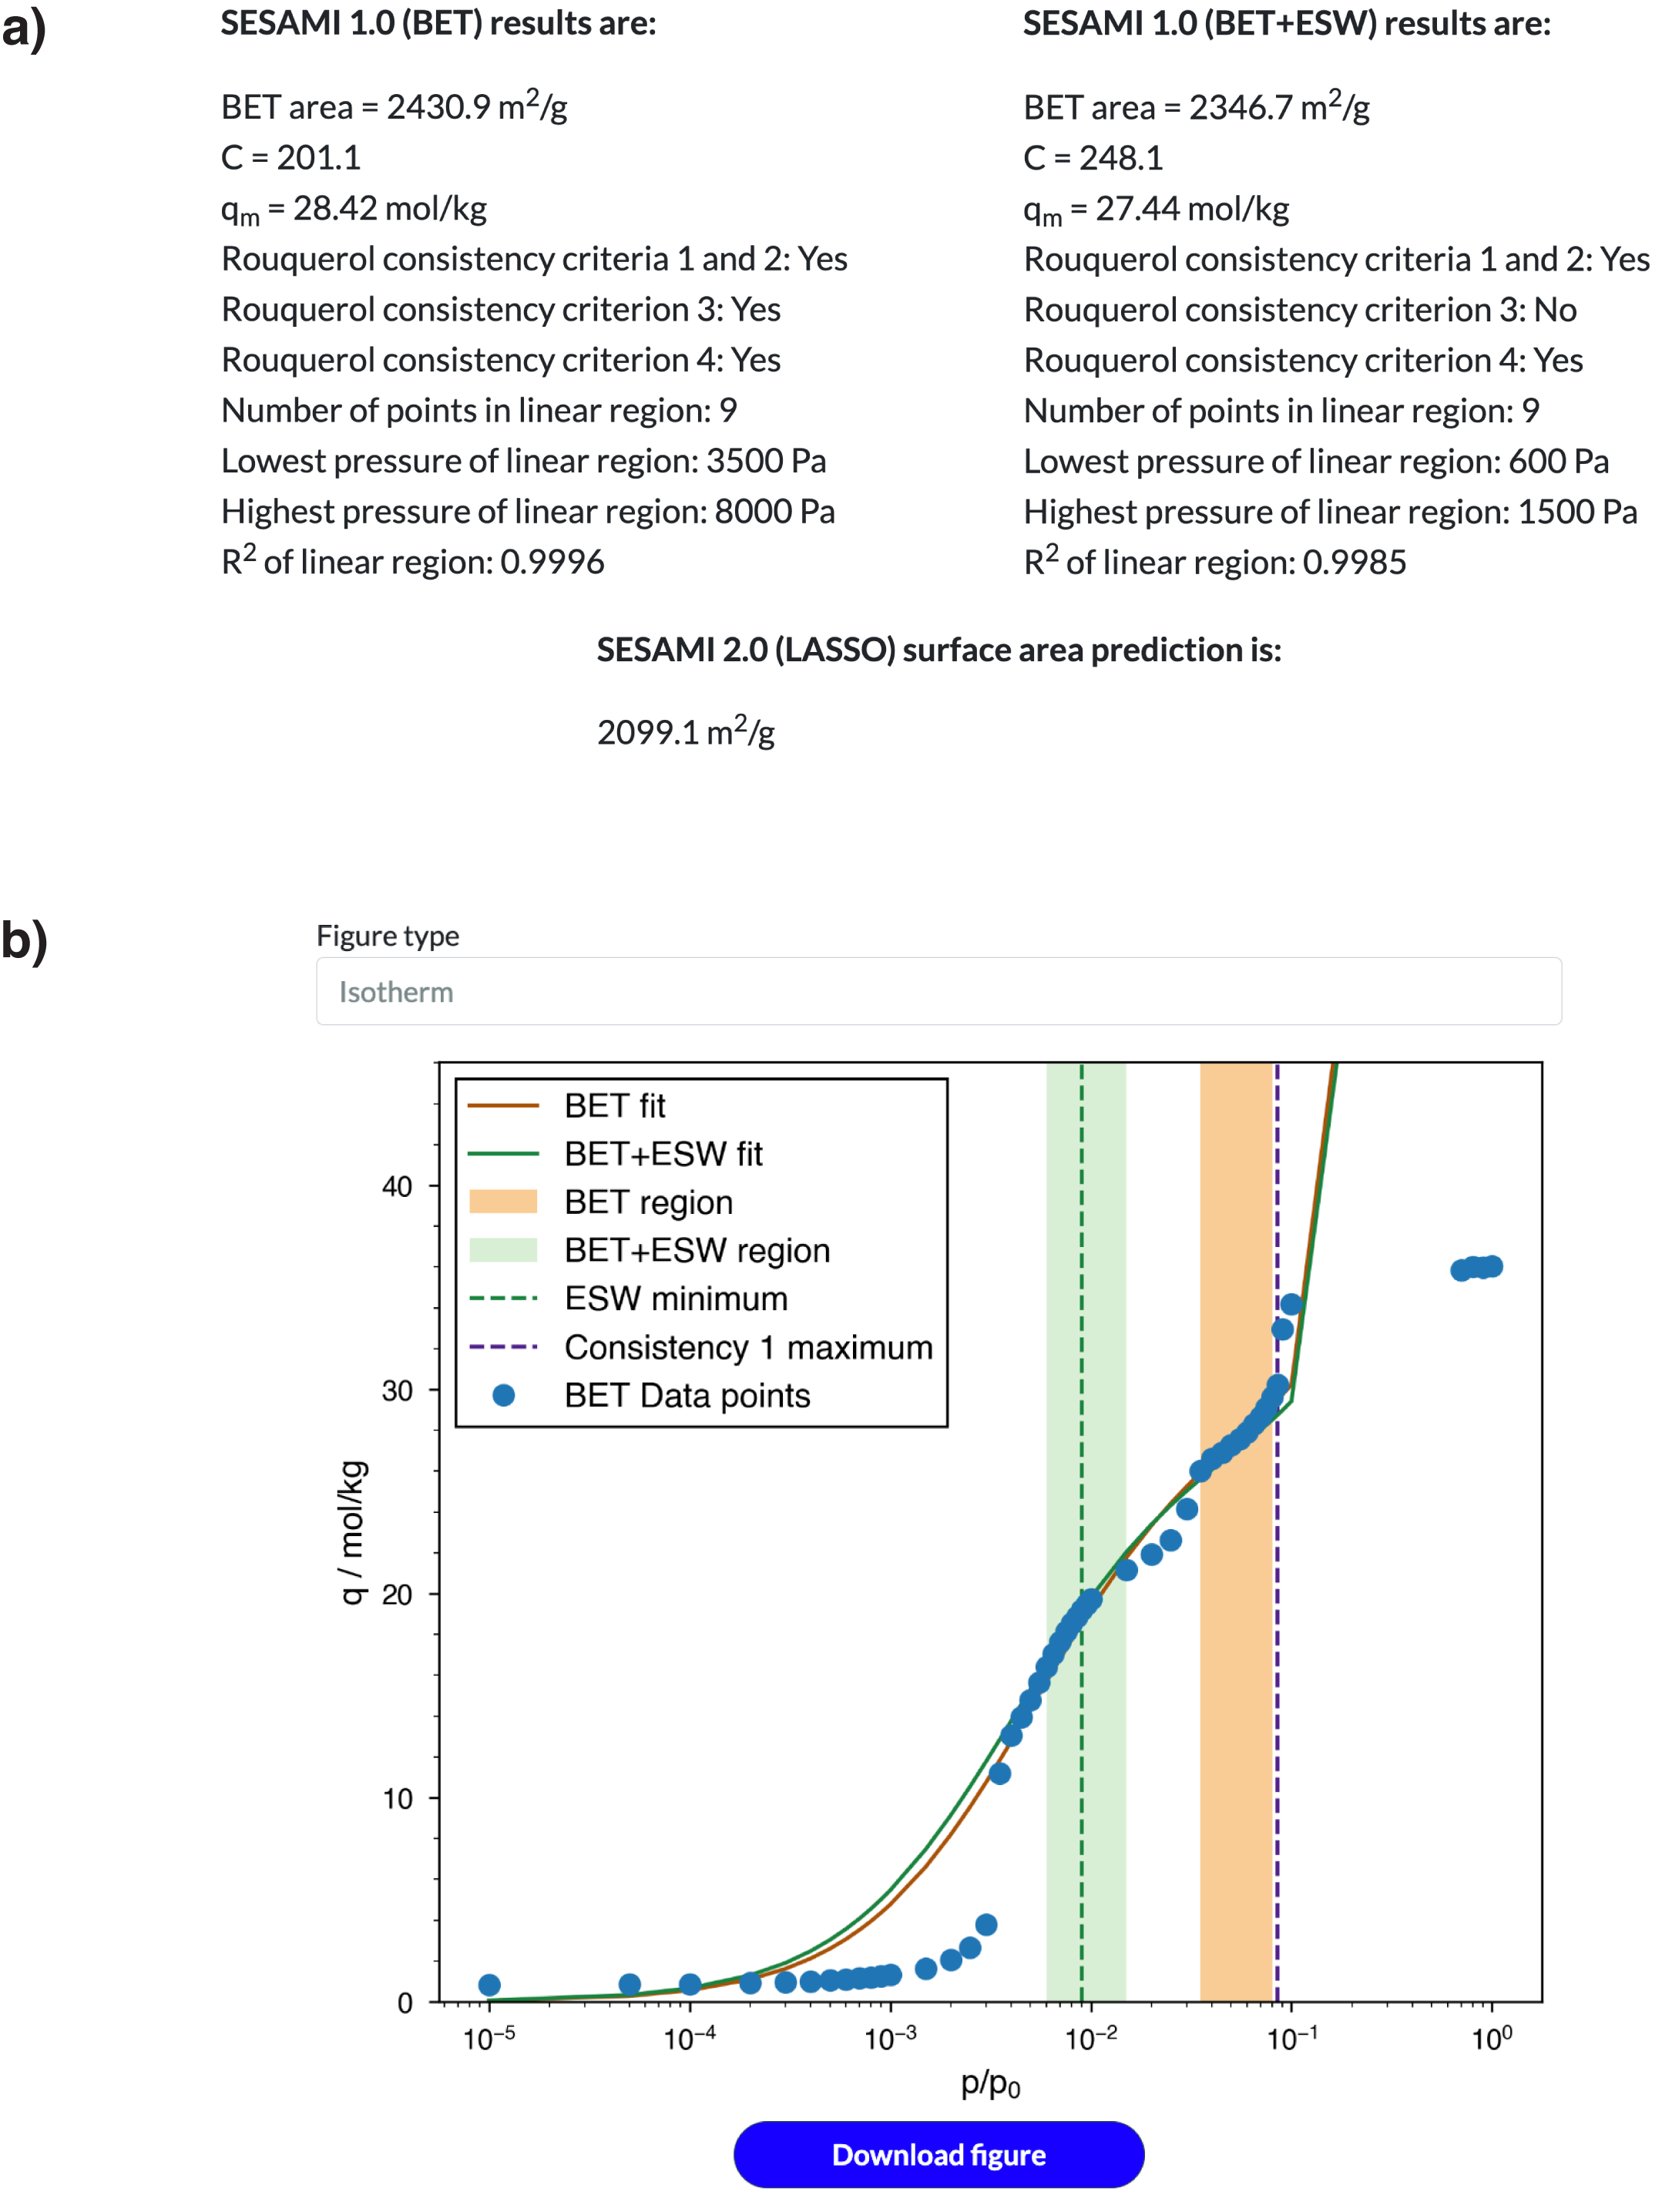 a)
SESAMI 1.0 (BET) results are:
BET area = 2430.9 m²/g
C = 201.1
qₘ = 28.42 mol/kg
Rouquerol consistency criteria 1 and 2: Yes
Rouquerol consistency criterion 3: Yes
Rouquerol consistency criterion 4: Yes
Number of points in linear region: 9
Lowest pressure of linear region: 3500 Pa
Highest pressure of linear region: 8000 Pa
R² of linear region: 0.9996
SESAMI 1.0 (BET+ESW) results are:
BET area = 2346.7 m²/g
C = 248.1
qₘ = 27.44 mol/kg
Rouquerol consistency criteria 1 and 2: Yes
Rouquerol consistency criterion 3: No
Rouquerol consistency criterion 4: Yes
Number of points in linear region: 9
Lowest pressure of linear region: 600 Pa
Highest pressure of linear region: 1500 Pa
R² of linear region: 0.9985
SESAMI 2.0 (LASSO) surface area prediction is:
2099.1 m²/g
b)
Figure type
Isotherm
BET fit
BET+ESW fit
BET region
BET+ESW region
ESW minimum
Consistency 1 maximum
BET Data points
q / mol/kg
40
30
20
10
0
10⁻⁵ 10⁻⁴ 10⁻³ 10⁻² 10⁻¹ 10⁰
p/p₀
Download figure